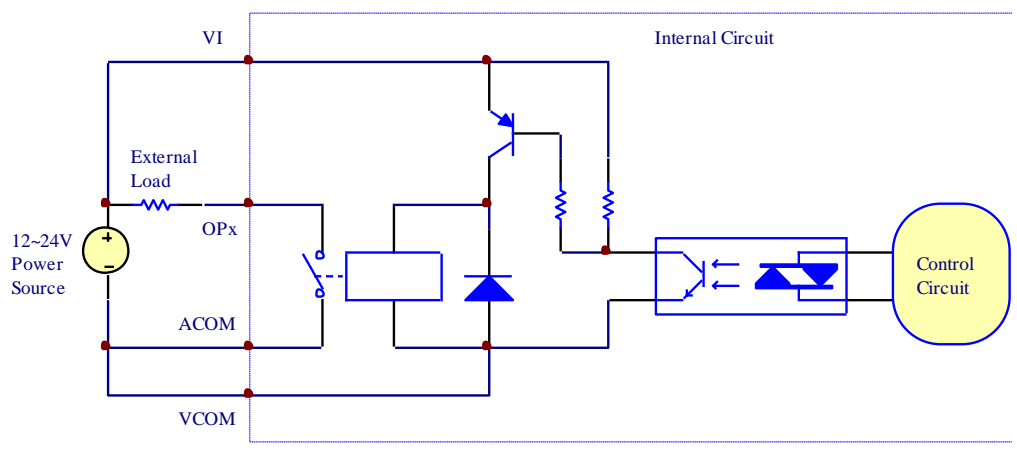 VI
Internal Circuit
External
Load
OPx
12~24V
Power
Source
+
−
Control
Circuit
ACOM
VCOM